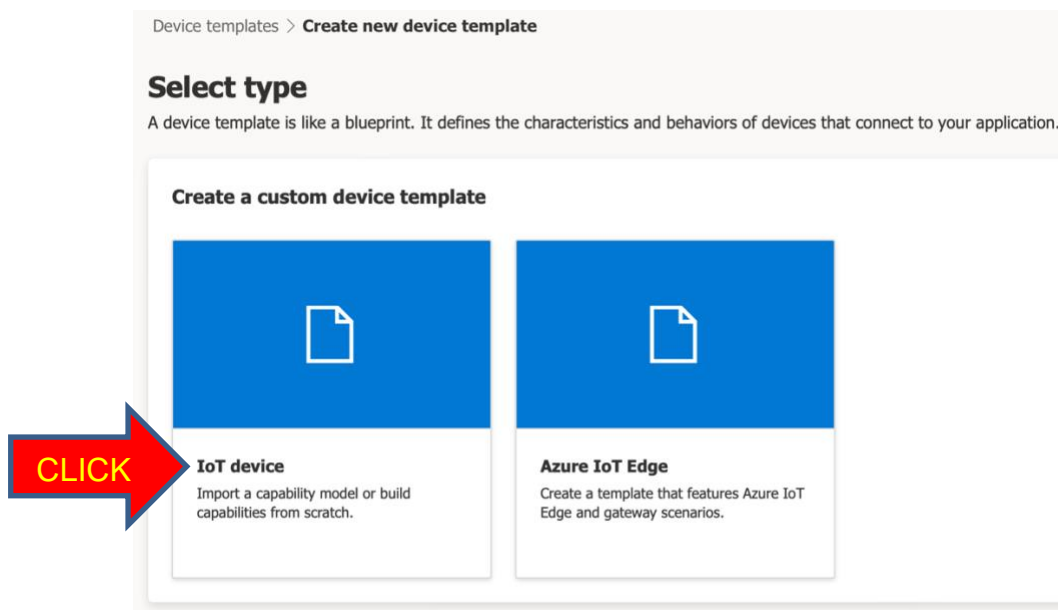 Device templates > Create new device template
Select type
A device template is like a blueprint. It defines the characteristics and behaviors of devices that connect to your application.
Create a custom device template
CLICK
IoT device
Import a capability model or build
capabilities from scratch.
Azure IoT Edge
Create a template that features Azure IoT
Edge and gateway scenarios.